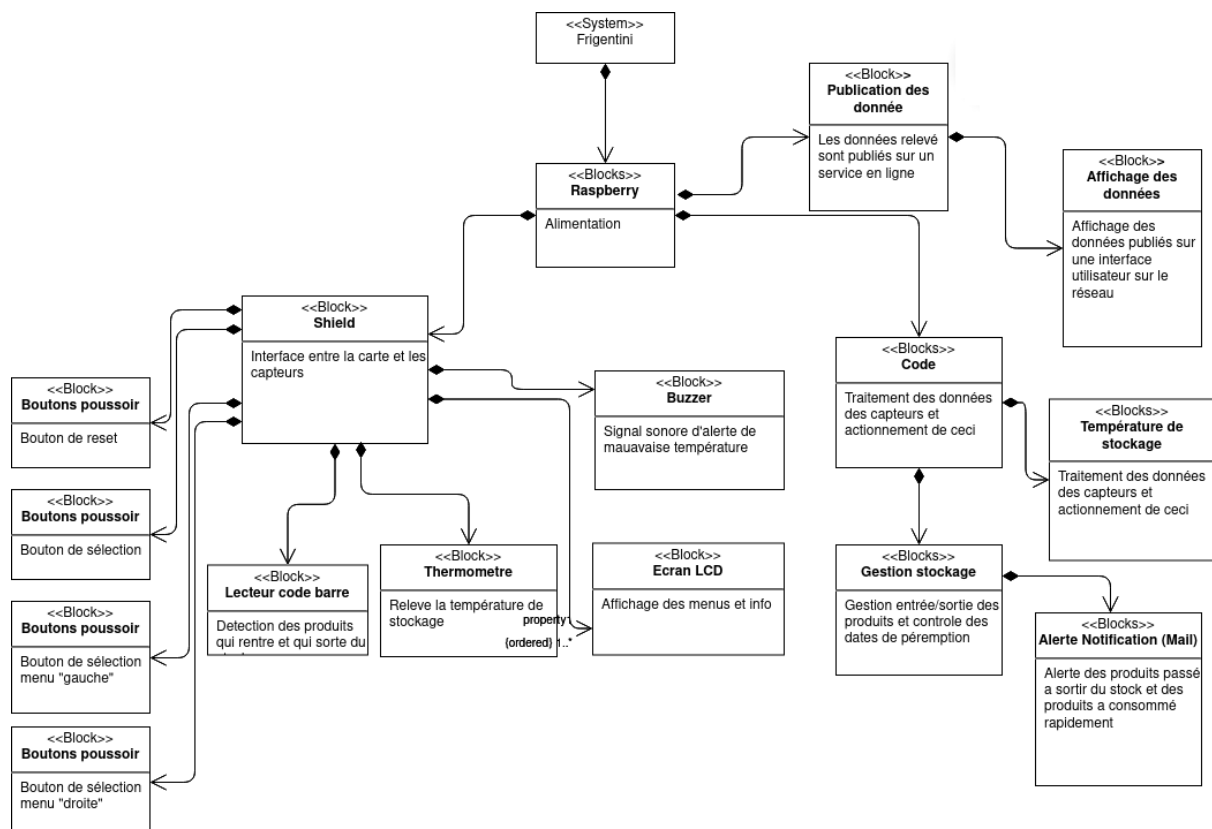 <<System>>
Frigentini
<<Block>>
Publication des
donnée
Les données relevé
sont publiés sur un
service en ligne
<<Block>>
Affichage des
données
Affichage des
données publiés sur
une interface
utilisateur sur le
réseau
<<Blocks>>
Raspberry
Alimentation
<<Block>>
Shield
Interface entre la carte et les
capteurs
<<Blocks>>
Code
Traitement des données
des capteurs et
actionnement de ceci
<<Block>>
Boutons poussoir
Bouton de reset
<<Block>>
Buzzer
Signal sonore d'alerte de
mauavaise température
<<Blocks>>
Température de
stockage
Traitement des données
des capteurs et
actionnement de ceci
<<Block>>
Boutons poussoir
Bouton de sélection
<<Block>>
Lecteur code barre
Detection des produits
qui rentre et qui sorte du
<<Block>>
Thermometre
Releve la température de
stockage
property
{ordered} 1..*
<<Block>>
Ecran LCD
Affichage des menus et info
<<Blocks>>
Gestion stockage
Gestion entrée/sortie des
produits et controle des
dates de péremption
<<Block>>
Boutons poussoir
Bouton de sélection
menu "gauche"
<<Blocks>>
Alerte Notification (Mail)
Alerte des produits passé
a sortir du stock et des
produits a consommé
rapidement
<<Block>>
Boutons poussoir
Bouton de sélection
menu "droite"